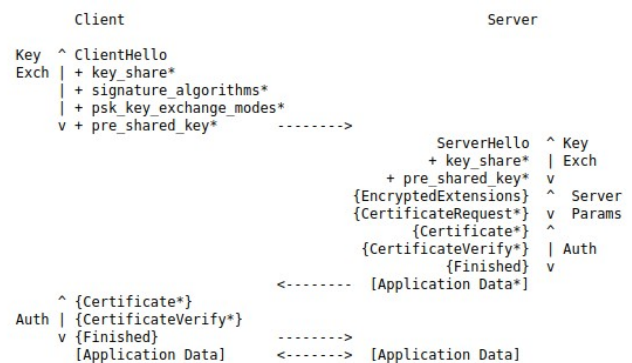 Client                                           Server

Key  ^ ClientHello
Exch | + key_share*
     | + signature_algorithms*
     | + psk_key_exchange_modes*
     v + pre_shared_key*       -------->
                                                  ServerHello  ^ Key
                                                 + key_share*  | Exch
                                            + pre_shared_key*  v
                                        {EncryptedExtensions}  ^  Server
                                        {CertificateRequest*}  v  Params
                                               {Certificate*}  ^
                                         {CertificateVerify*}  | Auth
                                                   {Finished}  v
                               <--------  [Application Data*]
     ^ {Certificate*}
Auth | {CertificateVerify*}
     v {Finished}              -------->
       [Application Data]      <------->  [Application Data]